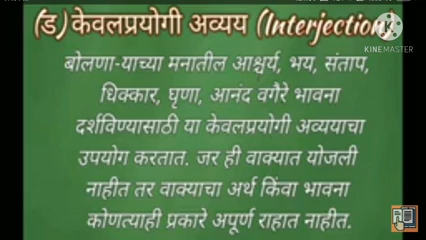 (ड) केवलप्रयोगी अव्यय (Interjection
KINEMASTER
बोलणा-याच्या मनातील आश्चर्य, भय, संताप,
धिक्कार, घृणा, आनंद वगैरे भावना
दर्शविण्यासाठी या केवलप्रयोगी अव्ययाचा
उपयोग करतात. जर ही वाक्यात योजली
नाहीत तर वाक्याचा अर्थ किंवा भावना
कोणत्याही प्रकारे अपूर्ण राहात नाहीत.